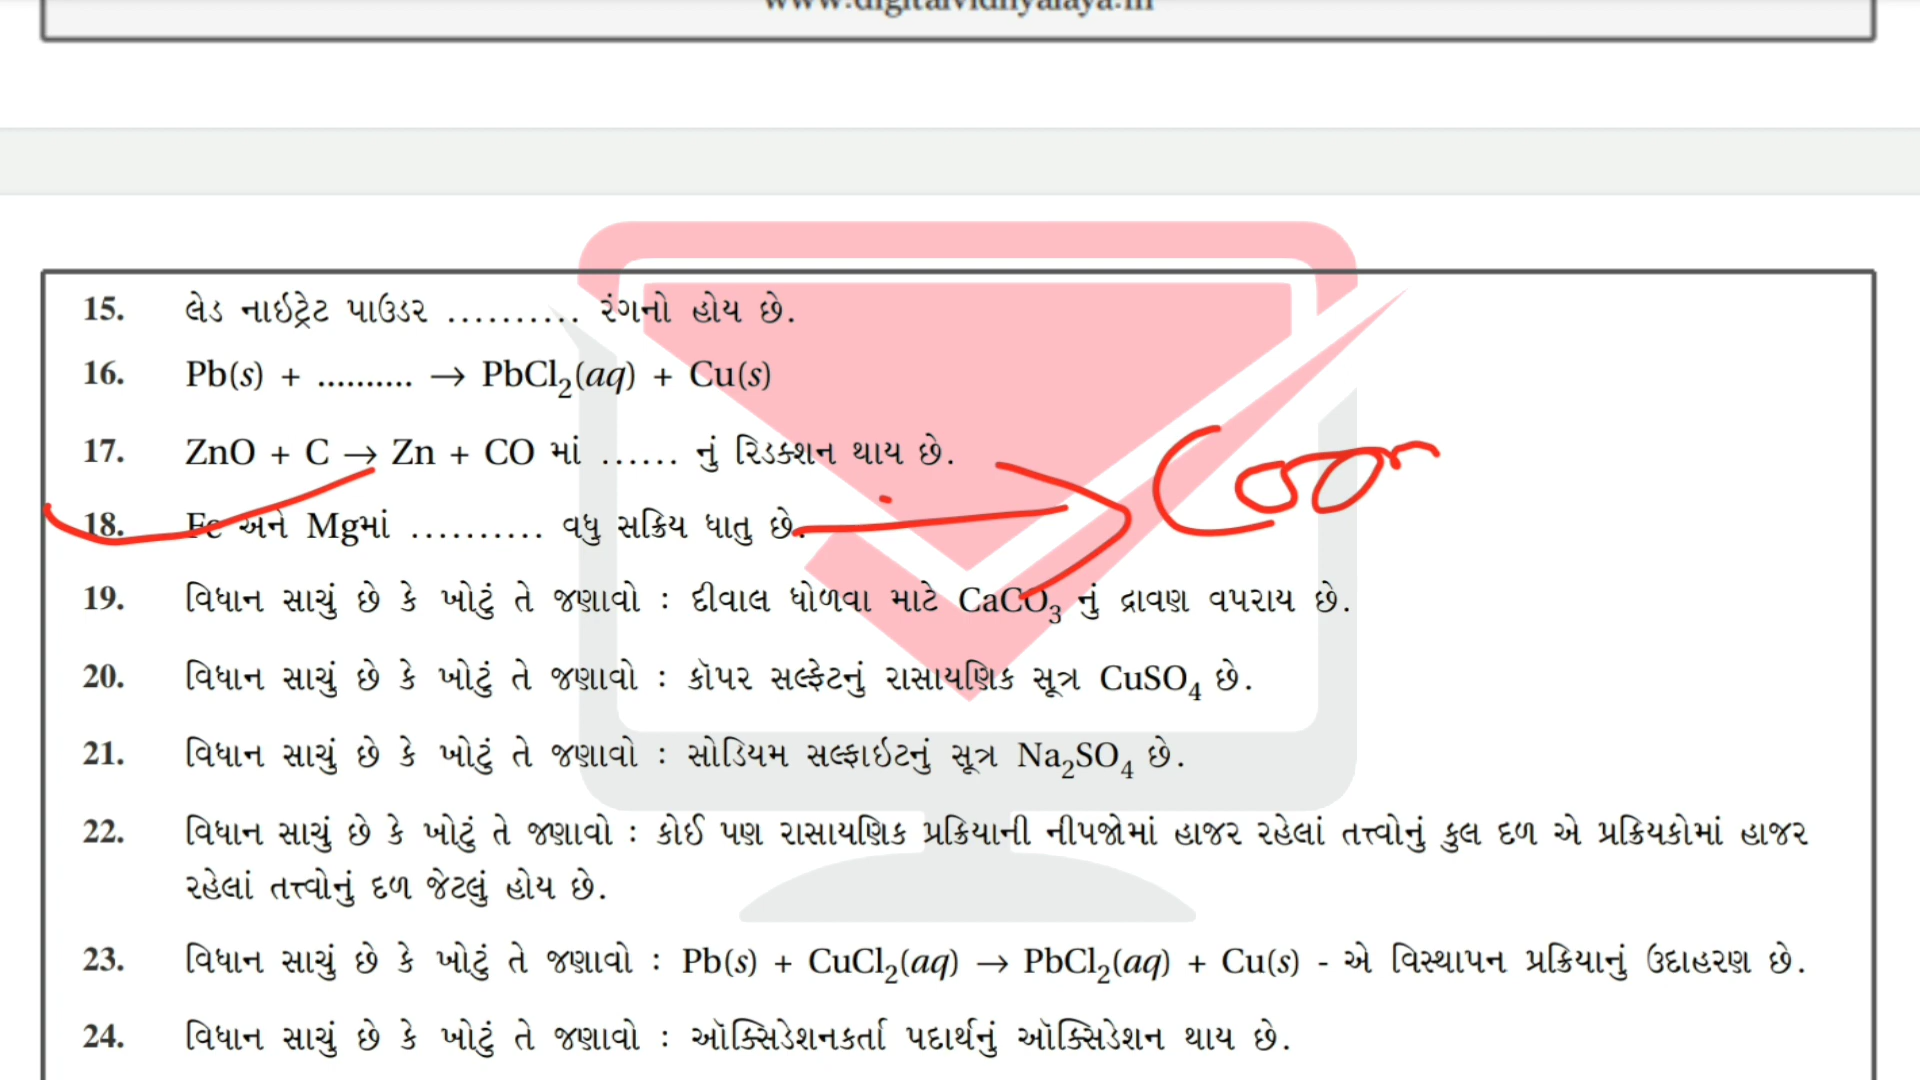 www.digitalvidhyalaya.in
15. લેડ નાઇટ્રેટ પાઉડર .......... રંગનો હોય છે.
16. Pb(s) + .......... → PbCl₂(aq) + Cu(s)
17. ZnO + C → Zn + CO માં ...... નું રિડક્શન થાય છે.
18. Fe અને Mgમાં .......... વધુ સક્રિય ધાતુ છે.
19. વિધાન સાચું છે કે ખોટું તે જણાવો : દીવાલ ધોળવા માટે CaCO₃ નું દ્રાવણ વપરાય છે.
20. વિધાન સાચું છે કે ખોટું તે જણાવો : કૉપર સલ્ફેટનું રાસાયણિક સૂત્ર CuSO₄ છે.
21. વિધાન સાચું છે કે ખોટું તે જણાવો : સોડિયમ સલ્ફાઇટનું સૂત્ર Na₂SO₄ છે.
22. વિધાન સાચું છે કે ખોટું તે જણાવો : કોઈ પણ રાસાયણિક પ્રક્રિયાની નીપજોમાં હાજર રહેલાં તત્ત્વોનું કુલ દળ એ પ્રક્રિયકોમાં હાજર
રહેલાં તત્ત્વોનું દળ જેટલું હોય છે.
23. વિધાન સાચું છે કે ખોટું તે જણાવો : Pb(s) + CuCl₂(aq) → PbCl₂(aq) + Cu(s) - એ વિસ્થાપન પ્રક્રિયાનું ઉદાહરણ છે.
24. વિધાન સાચું છે કે ખોટું તે જણાવો : ઑક્સિડેશનકર્તા પદાર્થનું ઑક્સિડેશન થાય છે.